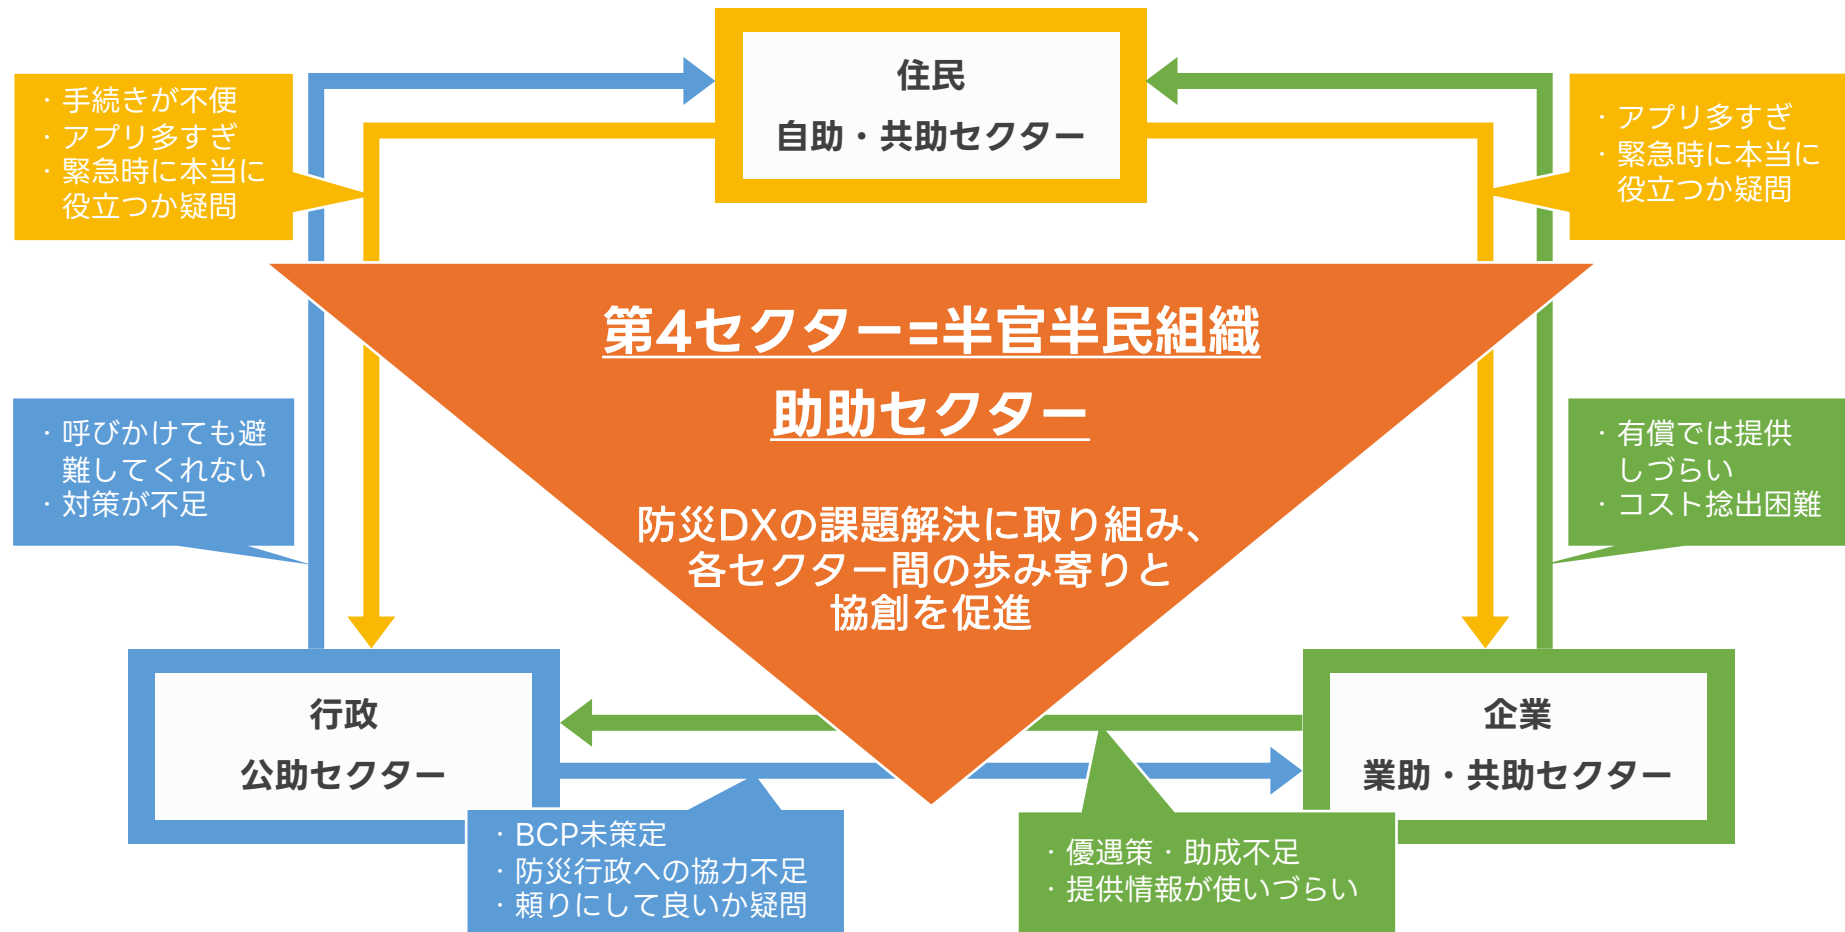 住民
自助・共助セクター
・手続きが不便
・アプリ多すぎ
・緊急時に本当に
役立つか疑問
・アプリ多すぎ
・緊急時に本当に
役立つか疑問
第4セクター=半官半民組織
助助セクター
防災DXの課題解決に取り組み、
各セクター間の歩み寄りと
協創を促進
・呼びかけても避
難してくれない
・対策が不足
・有償では提供
しづらい
・コスト捻出困難
行政
公助セクター
企業
業助・共助セクター
・BCP未策定
・防災行政への協力不足
・頼りにして良いか疑問
・優遇策・助成不足
・提供情報が使いづらい